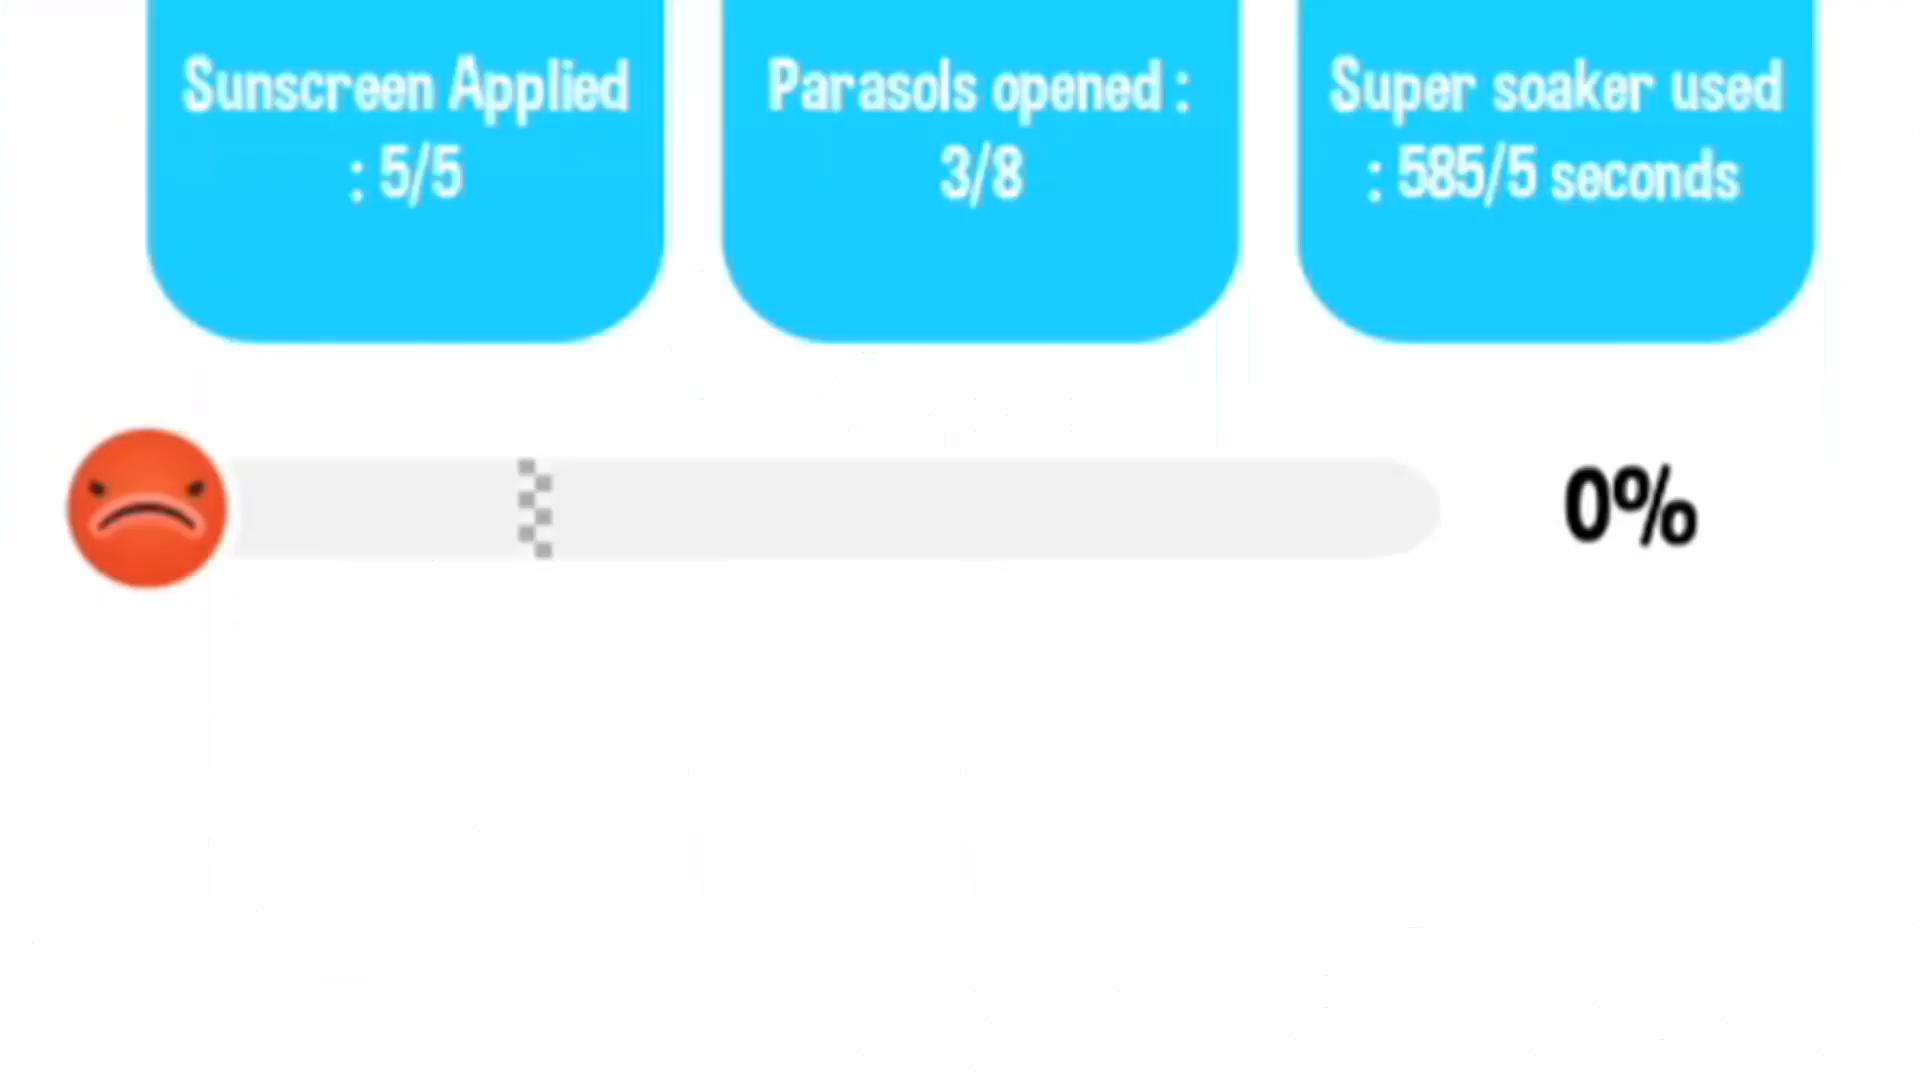 Sunscreen Applied
: 5/5
Parasols opened :
3/8
Super soaker used
: 585/5 seconds
0%